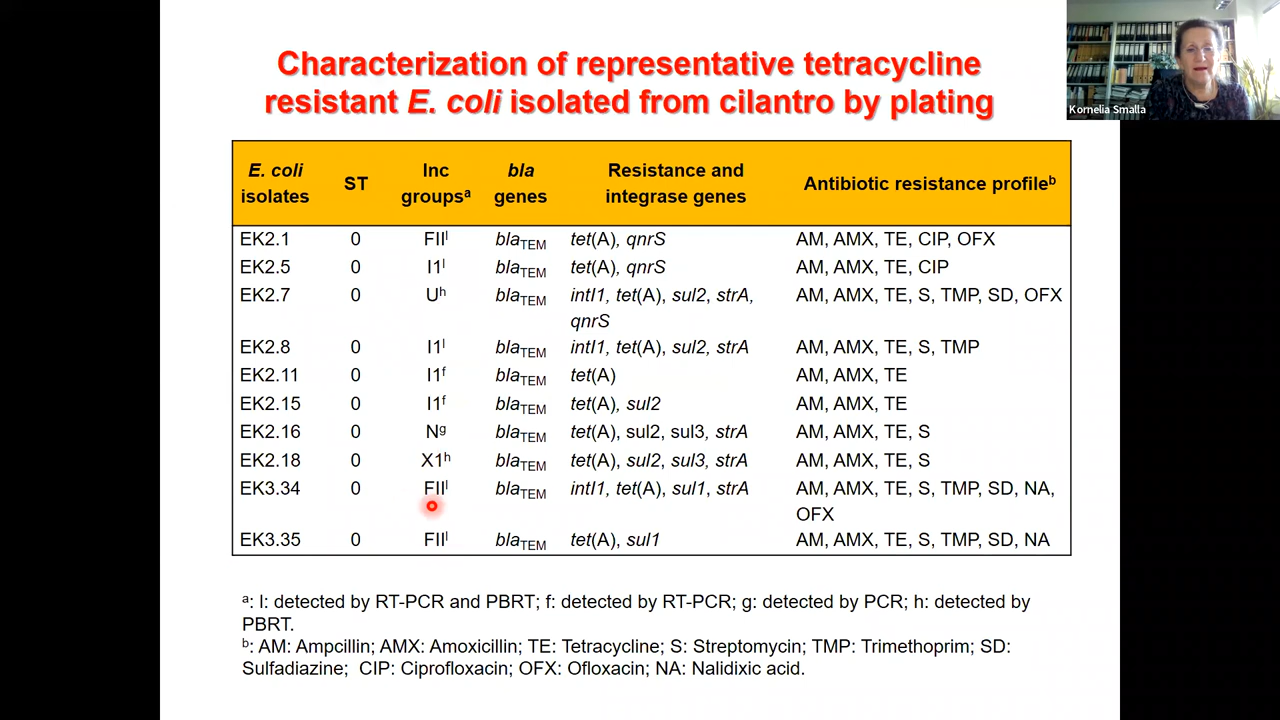 Characterization of representative tetracycline
resistant E. coli isolated from cilantro by plating
Kornelia Smalla
E. coli isolates ST Inc groupsᵃ bla genes Resistance and integrase genes Antibiotic resistance profileᵇ
EK2.1 0 FIIˡ blaTEM tet(A), qnrS AM, AMX, TE, CIP, OFX
EK2.5 0 I1ˡ blaTEM tet(A), qnrS AM, AMX, TE, CIP
EK2.7 0 Uʰ blaTEM intI1, tet(A), sul2, strA, AM, AMX, TE, S, TMP, SD, OFX
qnrS
EK2.8 0 I1ˡ blaTEM intI1, tet(A), sul2, strA AM, AMX, TE, S, TMP
EK2.11 0 I1ᶠ blaTEM tet(A) AM, AMX, TE
EK2.15 0 I1ᶠ blaTEM tet(A), sul2 AM, AMX, TE
EK2.16 0 Nᵍ blaTEM tet(A), sul2, sul3, strA AM, AMX, TE, S
EK2.18 0 X1ʰ blaTEM tet(A), sul2, sul3, strA AM, AMX, TE, S
EK3.34 0 FIIˡ blaTEM intI1, tet(A), sul1, strA AM, AMX, TE, S, TMP, SD, NA,
OFX
EK3.35 0 FIIˡ blaTEM tet(A), sul1 AM, AMX, TE, S, TMP, SD, NA
ᵃ: l: detected by RT-PCR and PBRT; f: detected by RT-PCR; g: detected by PCR; h: detected by
PBRT.
ᵇ: AM: Ampcillin; AMX: Amoxicillin; TE: Tetracycline; S: Streptomycin; TMP: Trimethoprim; SD:
Sulfadiazine; CIP: Ciprofloxacin; OFX: Ofloxacin; NA: Nalidixic acid.